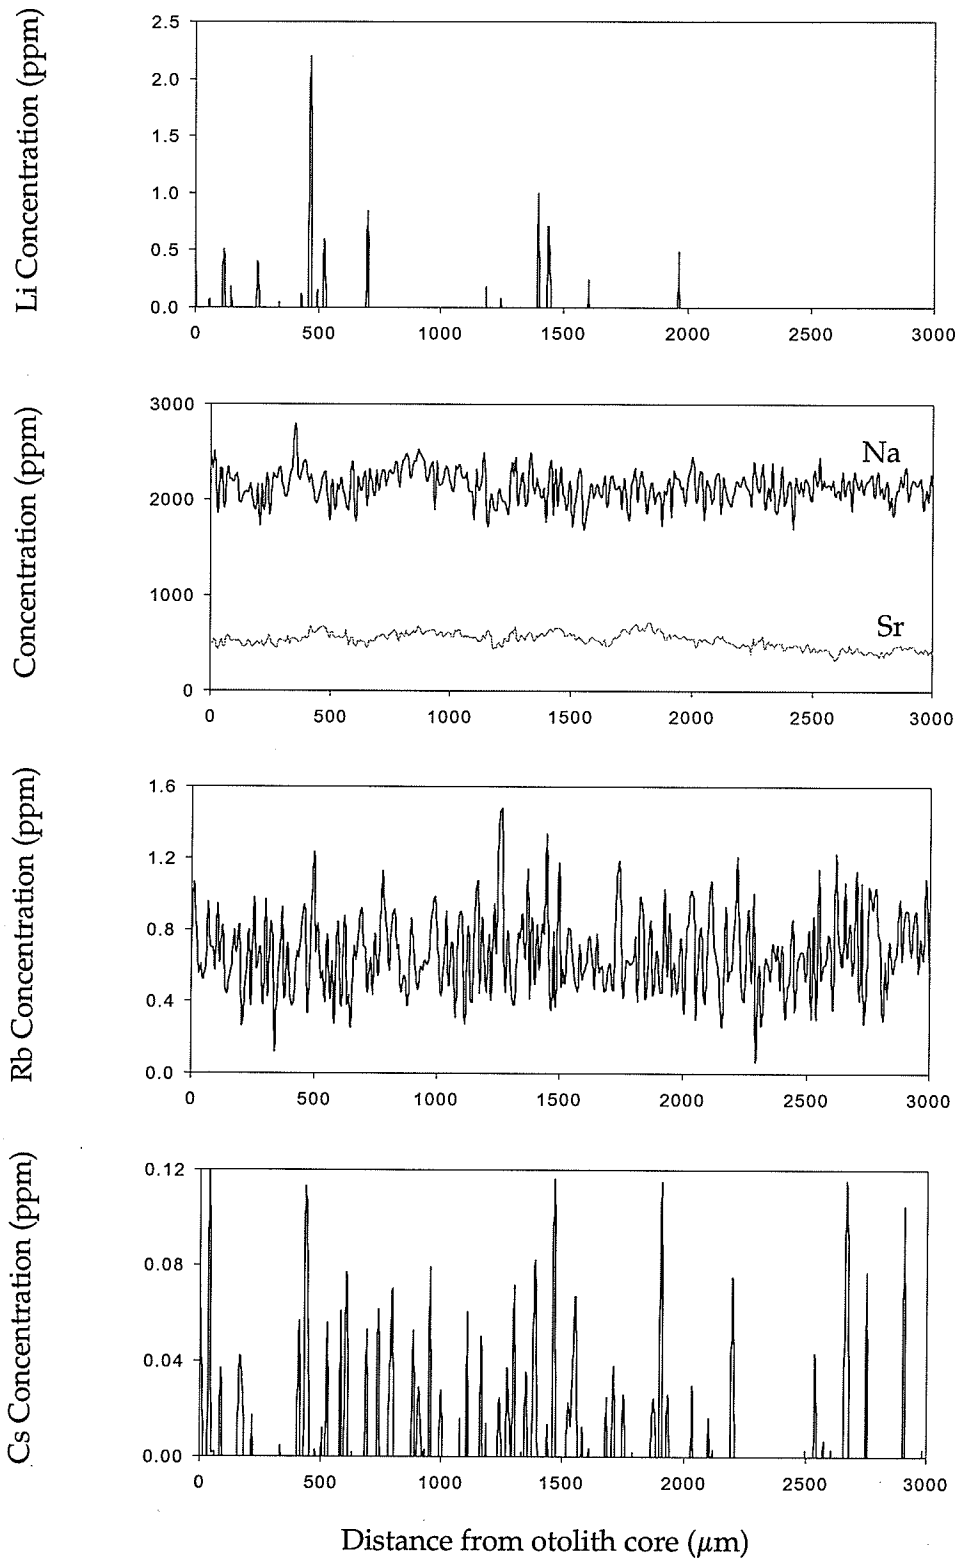 Li Concentration (ppm)
2.5
2.0
1.5
1.0
0.5
0.0
0 500 1000 1500 2000 2500 3000
Concentration (ppm)
3000
2000
1000
0
Na
Sr
0 500 1000 1500 2000 2500 3000
Rb Concentration (ppm)
1.6
1.2
0.8
0.4
0.0
0 500 1000 1500 2000 2500 3000
Cs Concentration (ppm)
0.12
0.08
0.04
0.00
0 500 1000 1500 2000 2500 3000
Distance from otolith core (μm)